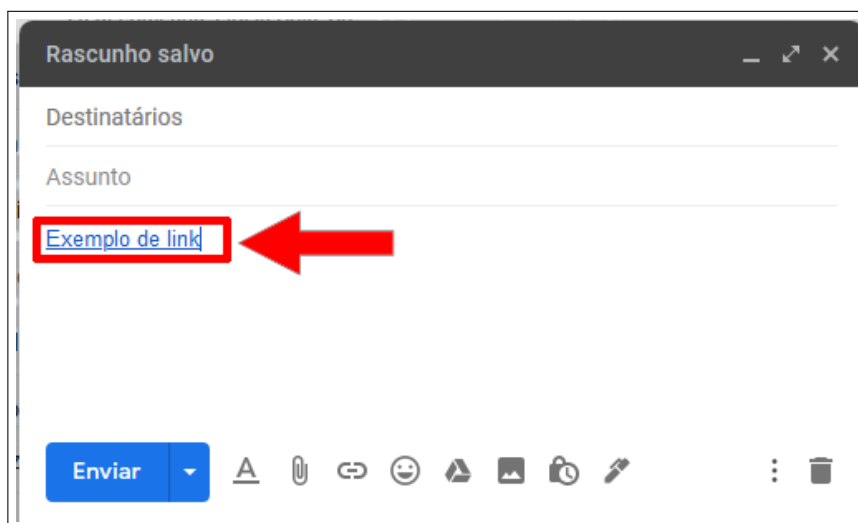 Rascunho salvo
Destinatários
Assunto
Exemplo de link
Enviar